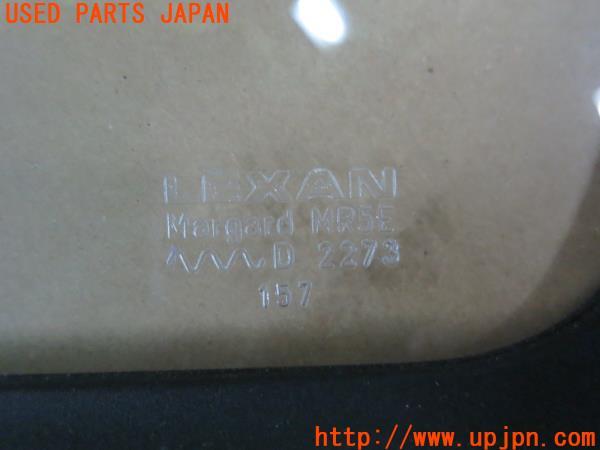 USED PARTS JAPAN
LEXAN
Margard MR5E
D 2273
157
http://www.upjpn.com/